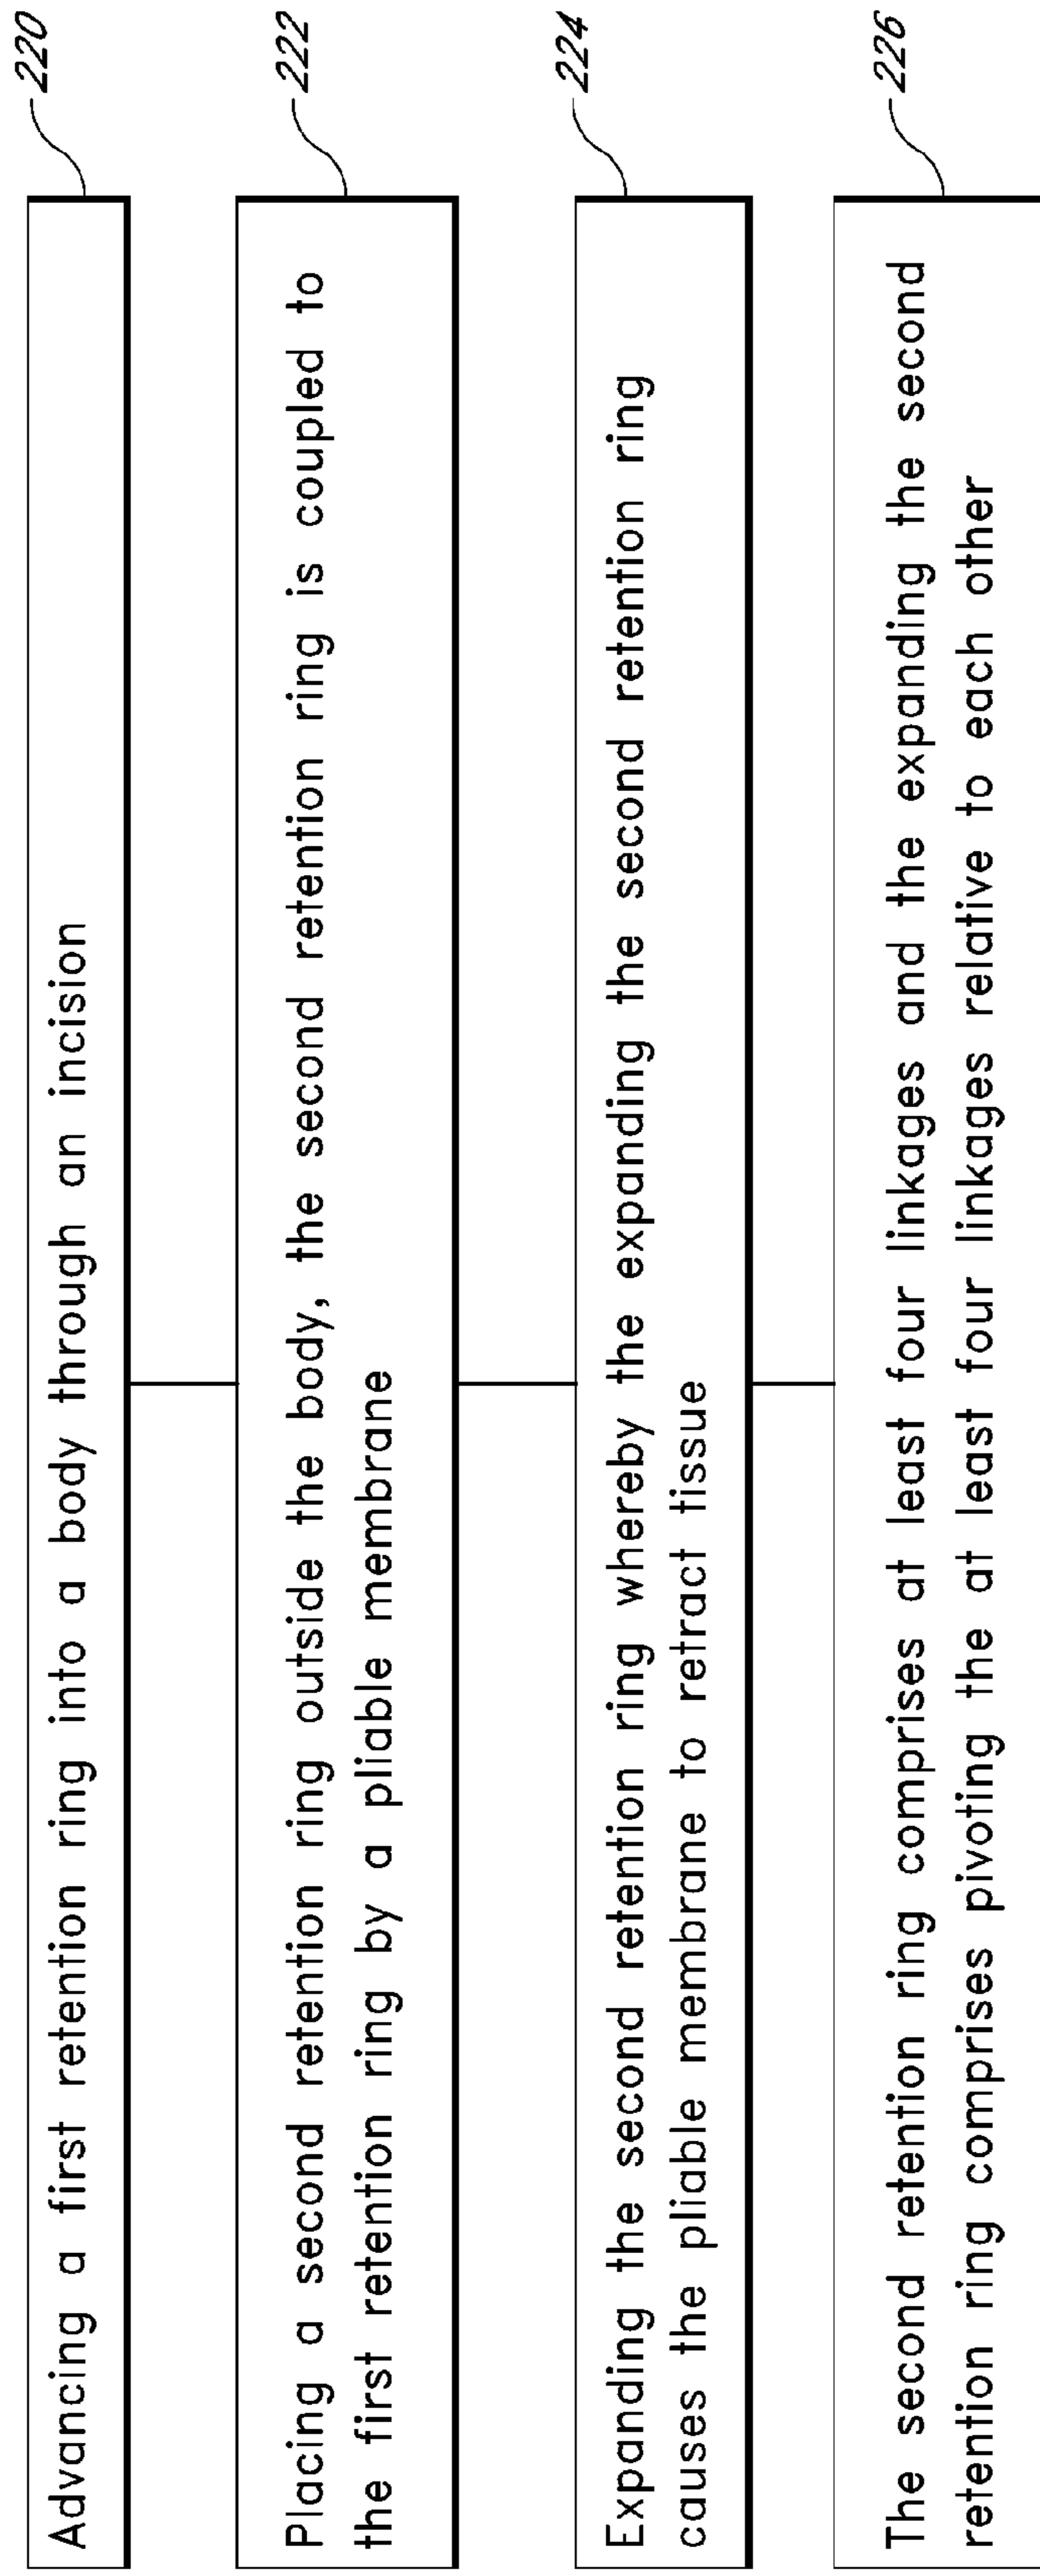 220
Advancing a first retention ring into a body through an incision
222
Placing a second retention ring outside the body, the second retention ring is coupled to
the first retention ring by a pliable membrane
224
Expanding the second retention ring whereby the expanding the second retention ring
causes the pliable membrane to retract tissue
226
The second retention ring comprises at least four linkages and the expanding the second
retention ring comprises pivoting the at least four linkages relative to each other